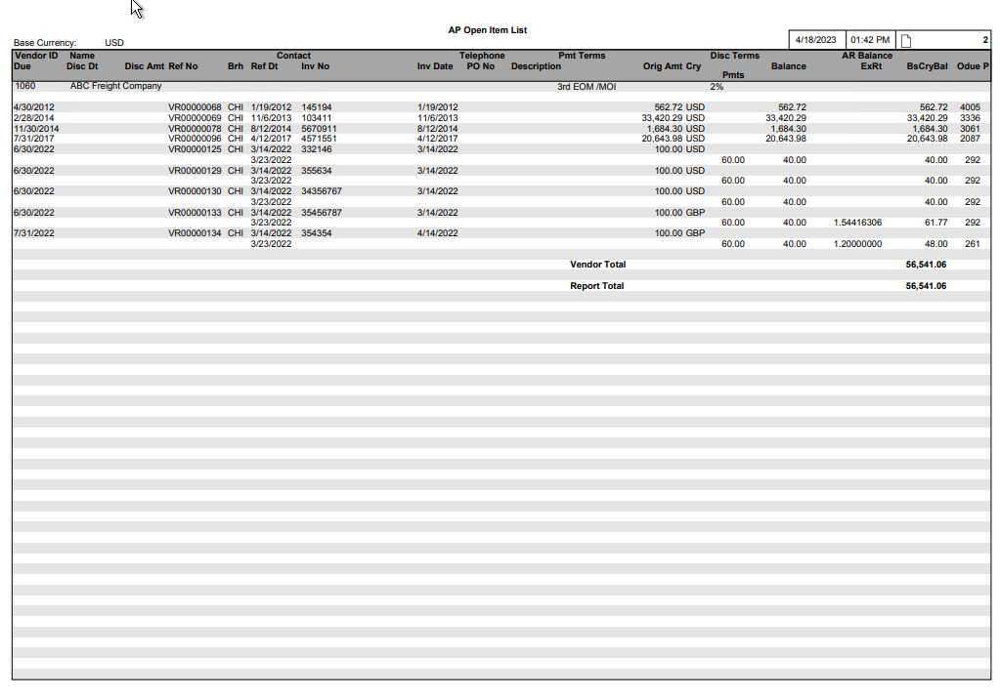 AP Open Item List
Base Currency: USD 4/18/2023 01:42 PM 2
Vendor ID Name Contact Telephone Pmt Terms Disc Terms AR Balance
Due Disc Dt Disc Amt Ref No Brh Ref Dt Inv No Inv Date PO No Description Orig Amt Cry Pmts Balance ExRt BsCryBal Odue P
1060 ABC Freight Company 3rd EOM /MOI 2%
4/30/2012 VR00000068 CHI 1/19/2012 145194 1/19/2012 562.72 USD 562.72 562.72 4005
2/28/2014 VR00000069 CHI 11/6/2013 103411 11/6/2013 33,420.29 USD 33,420.29 33,420.29 3336
11/30/2014 VR00000078 CHI 8/12/2014 5670911 8/12/2014 1,684.30 USD 1,684.30 1,684.30 3061
7/31/2017 VR00000096 CHI 4/12/2017 4571551 4/12/2017 20,643.98 USD 20,643.98 20,643.98 2087
6/30/2022 VR00000125 CHI 3/14/2022 332146 3/14/2022 100.00 USD
3/23/2022 60.00 40.00 40.00 292
6/30/2022 VR00000129 CHI 3/14/2022 355634 3/14/2022 100.00 USD
3/23/2022 60.00 40.00 40.00 292
6/30/2022 VR00000130 CHI 3/14/2022 34356767 3/14/2022 100.00 USD
3/23/2022 60.00 40.00 40.00 292
6/30/2022 VR00000133 CHI 3/14/2022 35456787 3/14/2022 100.00 GBP
3/23/2022 60.00 40.00 1.54416306 61.77 292
7/31/2022 VR00000134 CHI 3/14/2022 354354 4/14/2022 100.00 GBP
3/23/2022 60.00 40.00 1.20000000 48.00 261
Vendor Total 56,541.06
Report Total 56,541.06